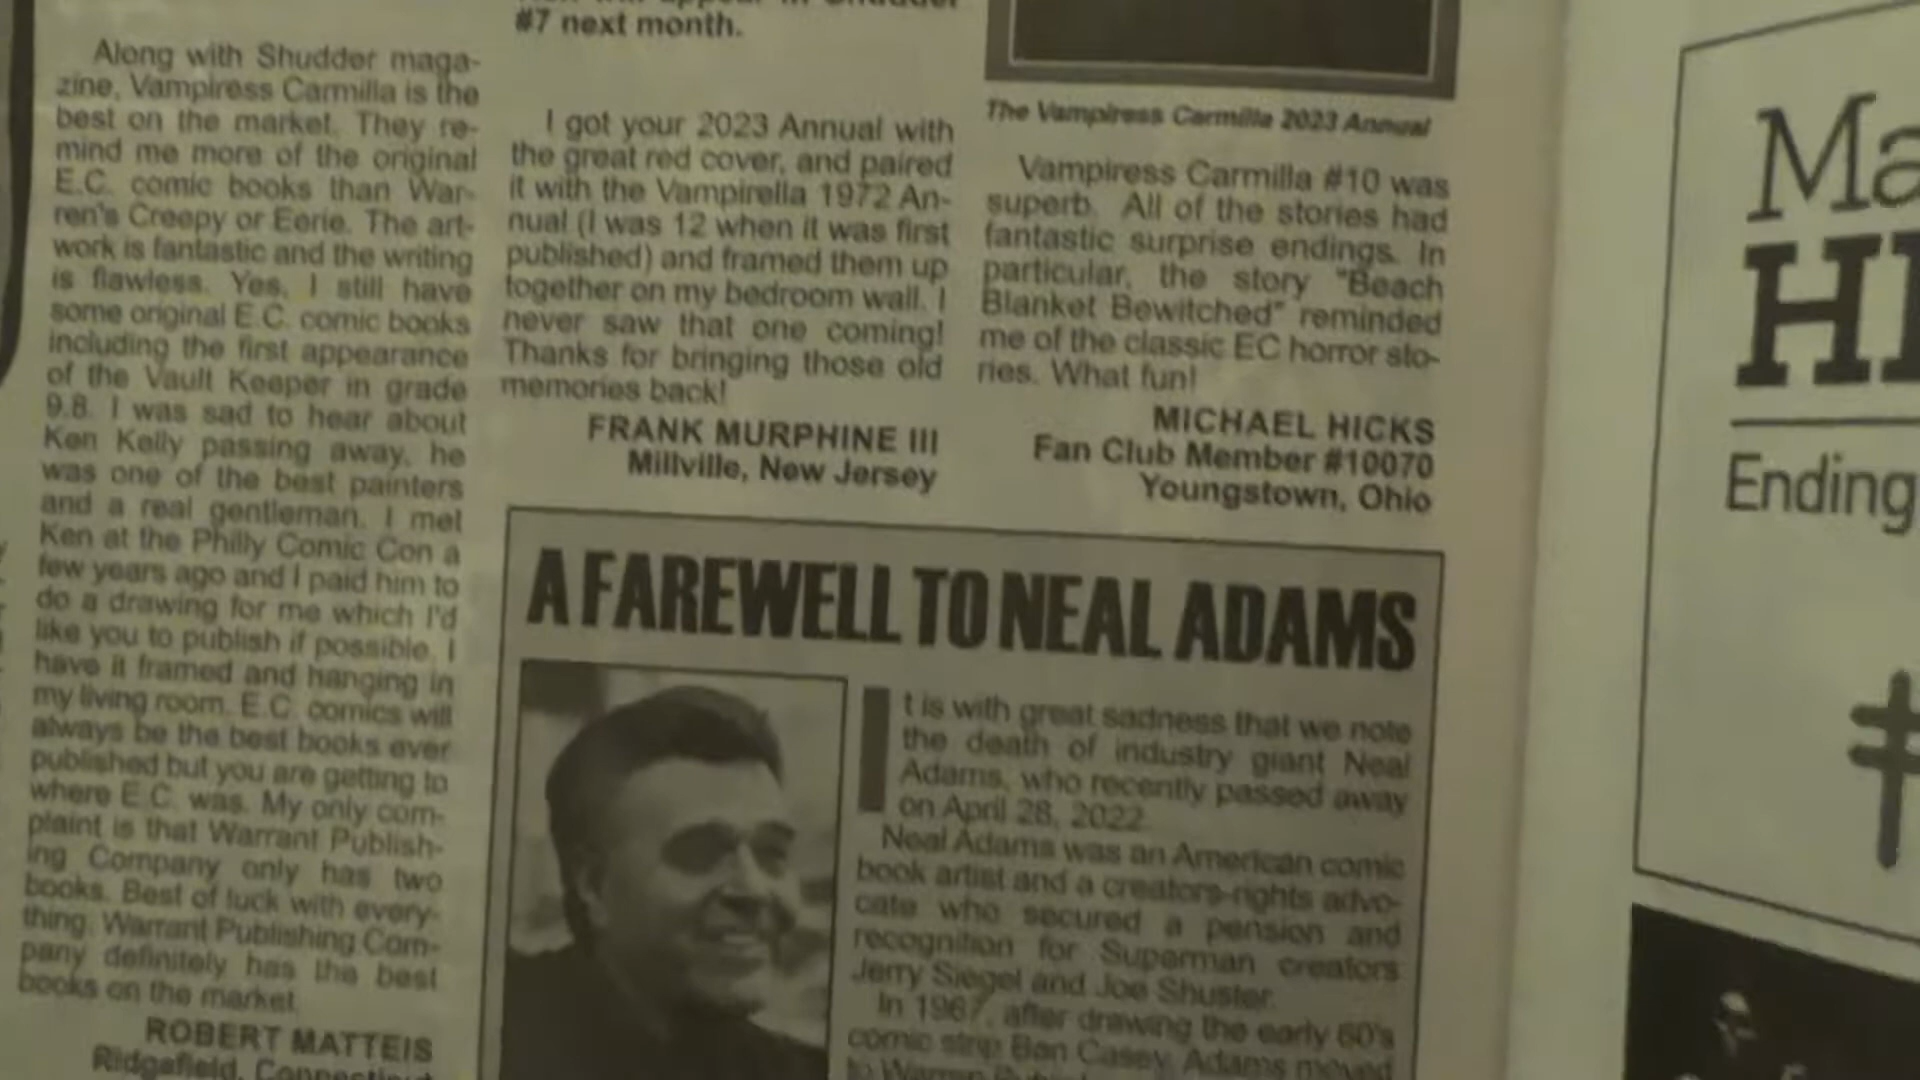 Along with Shudder maga-
zine, Vampiress Carmilla is the
best on the market. They re-
mind me more of the original
E.C. comic books than War-
ren's Creepy or Eerie. The art-
work is fantastic and the writing
is flawless. Yes, I still have
some original E.C. comic books
including the first appearance
of the Vault Keeper in grade
9.8. I was sad to hear about
Ken Kelly passing away, he
was one of the best painters
and a real gentleman. I met
Ken at the Philly Comic Con a
few years ago and I paid him to
do a drawing for me which I'd
like you to publish if possible. I
have it framed and hanging in
my living room. E.C. comics will
always be the best books ever
published but you are getting to
where E.C. was. My only com-
plaint is that Warrant Publish-
ing Company only has two
books. Best of luck with every-
thing. Warrant Publishing Com-
pany definitely has the best
books on the market.
ROBERT MATTEIS
Ridgefield, Connecticut
#7 next month.
I got your 2023 Annual with
the great red cover, and paired
it with the Vampirella 1972 An-
nual (I was 12 when it was first
published) and framed them up
together on my bedroom wall. I
never saw that one coming!
Thanks for bringing those old
memories back!
FRANK MURPHINE III
Millville, New Jersey
The Vampiress Carmilla 2023 Annual
Vampiress Carmilla #10 was
superb. All of the stories had
fantastic surprise endings. In
particular, the story "Beach
Blanket Bewitched" reminded
me of the classic EC horror sto-
ries. What fun!
MICHAEL HICKS
Fan Club Member #10070
Youngstown, Ohio
A FAREWELL TO NEAL ADAMS
It is with great sadness that we note
the death of industry giant Neal
Adams, who recently passed away
on April 28, 2022.
Neal Adams was an American comic
book artist and a creators-rights advo-
cate who secured a pension and
recognition for Superman creators
Jerry Siegel and Joe Shuster.
In 1967, after drawing the early 60's
comic strip Ben Casey, Adams moved
to Warren
Ma
Ending